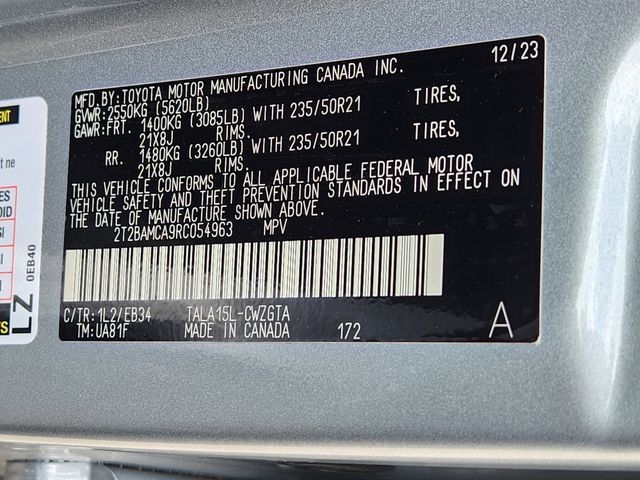 12/23
MFD.BY:TOYOTA MOTOR MANUFACTURING CANADA INC.
GVWR:2550KG (5620LB)
GAWR:FRT. 1400KG (3085LB) WITH 235/50R21 TIRES,
21X8J RIMS.
RR. 1480KG (3260LB) WITH 235/50R21 TIRES,
21X8J RIMS.
THIS VEHICLE CONFORMS TO ALL APPLICABLE FEDERAL MOTOR
VEHICLE SAFETY AND THEFT PREVENTION STANDARDS IN EFFECT ON
THE DATE OF MANUFACTURE SHOWN ABOVE.
2T2BAMCA9RC054963 MPV
C/TR:1L2/EB34 TALA15L-CWZGTA
TM:UA81F MADE IN CANADA 172 A
0EB40
LZ